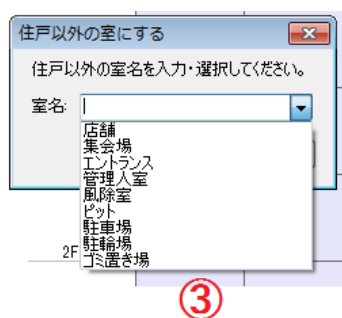 住戸以外の室にする
住戸以外の室名を入力・選択してください。
室名:
店舗
集会場
エントランス
管理人室
風除室
ピット
駐車場
駐輪場
ゴミ置き場
2F
③